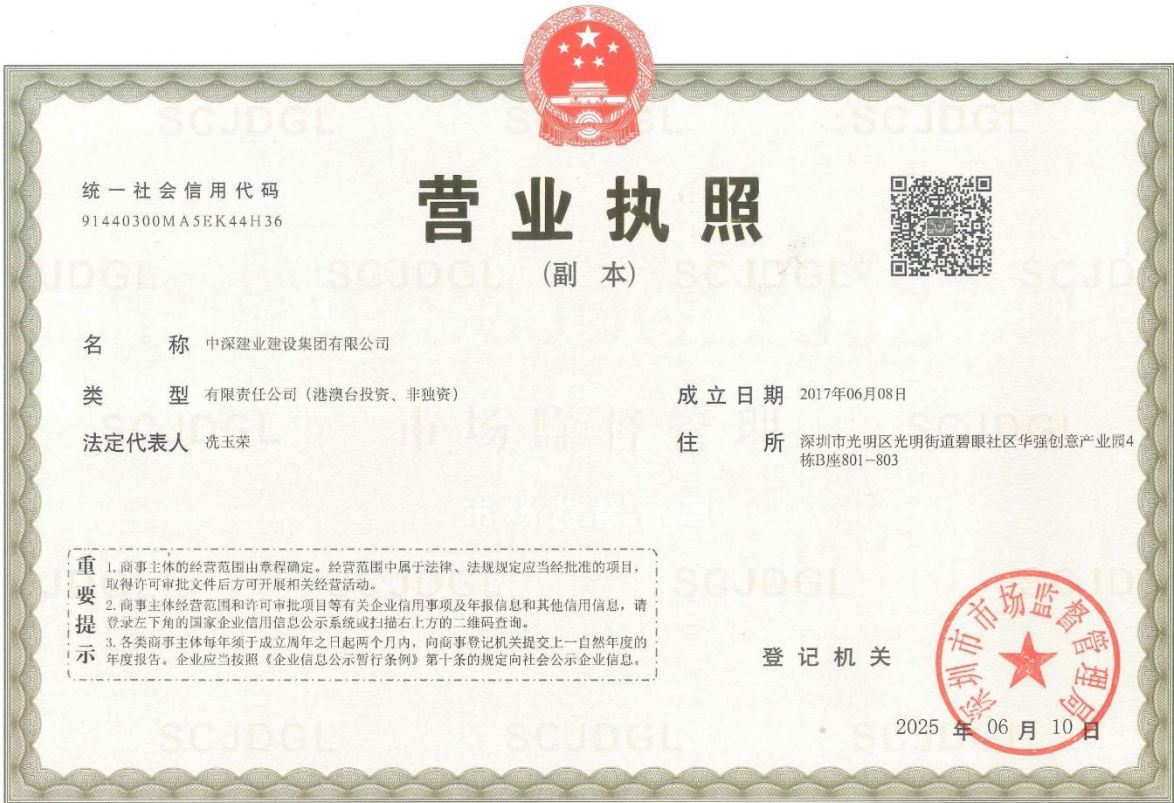 统一社会信用代码
91440300MA5EK44H36
营业执照
(副 本)
名 称 中深建业建设集团有限公司
类 型 有限责任公司（港澳台投资、非独资）
法定代表人 冼玉荣
成立日期 2017年06月08日
住 所 深圳市光明区光明街道碧眼社区华强创意产业园4
栋B座801-803
重要提示
1. 商事主体的经营范围由章程确定。经营范围中属于法律、法规规定应当经批准的项目，
取得许可审批文件后方可开展相关经营活动。
2. 商事主体经营范围和许可审批项目等有关企业信用事项及年报信息和其他信用信息，请
登录左下角的国家企业信用信息公示系统或扫描右上方的二维码查询。
3. 各类商事主体每年须于成立周年之日起两个月内，向商事登记机关提交上一自然年度的
年度报告。企业应当按照《企业信息公示暂行条例》第十条的规定向社会公示企业信息。
登记机关
深圳市市场监督管理局
2025 年 06 月 10 日
SCJDGL
市场监督管理